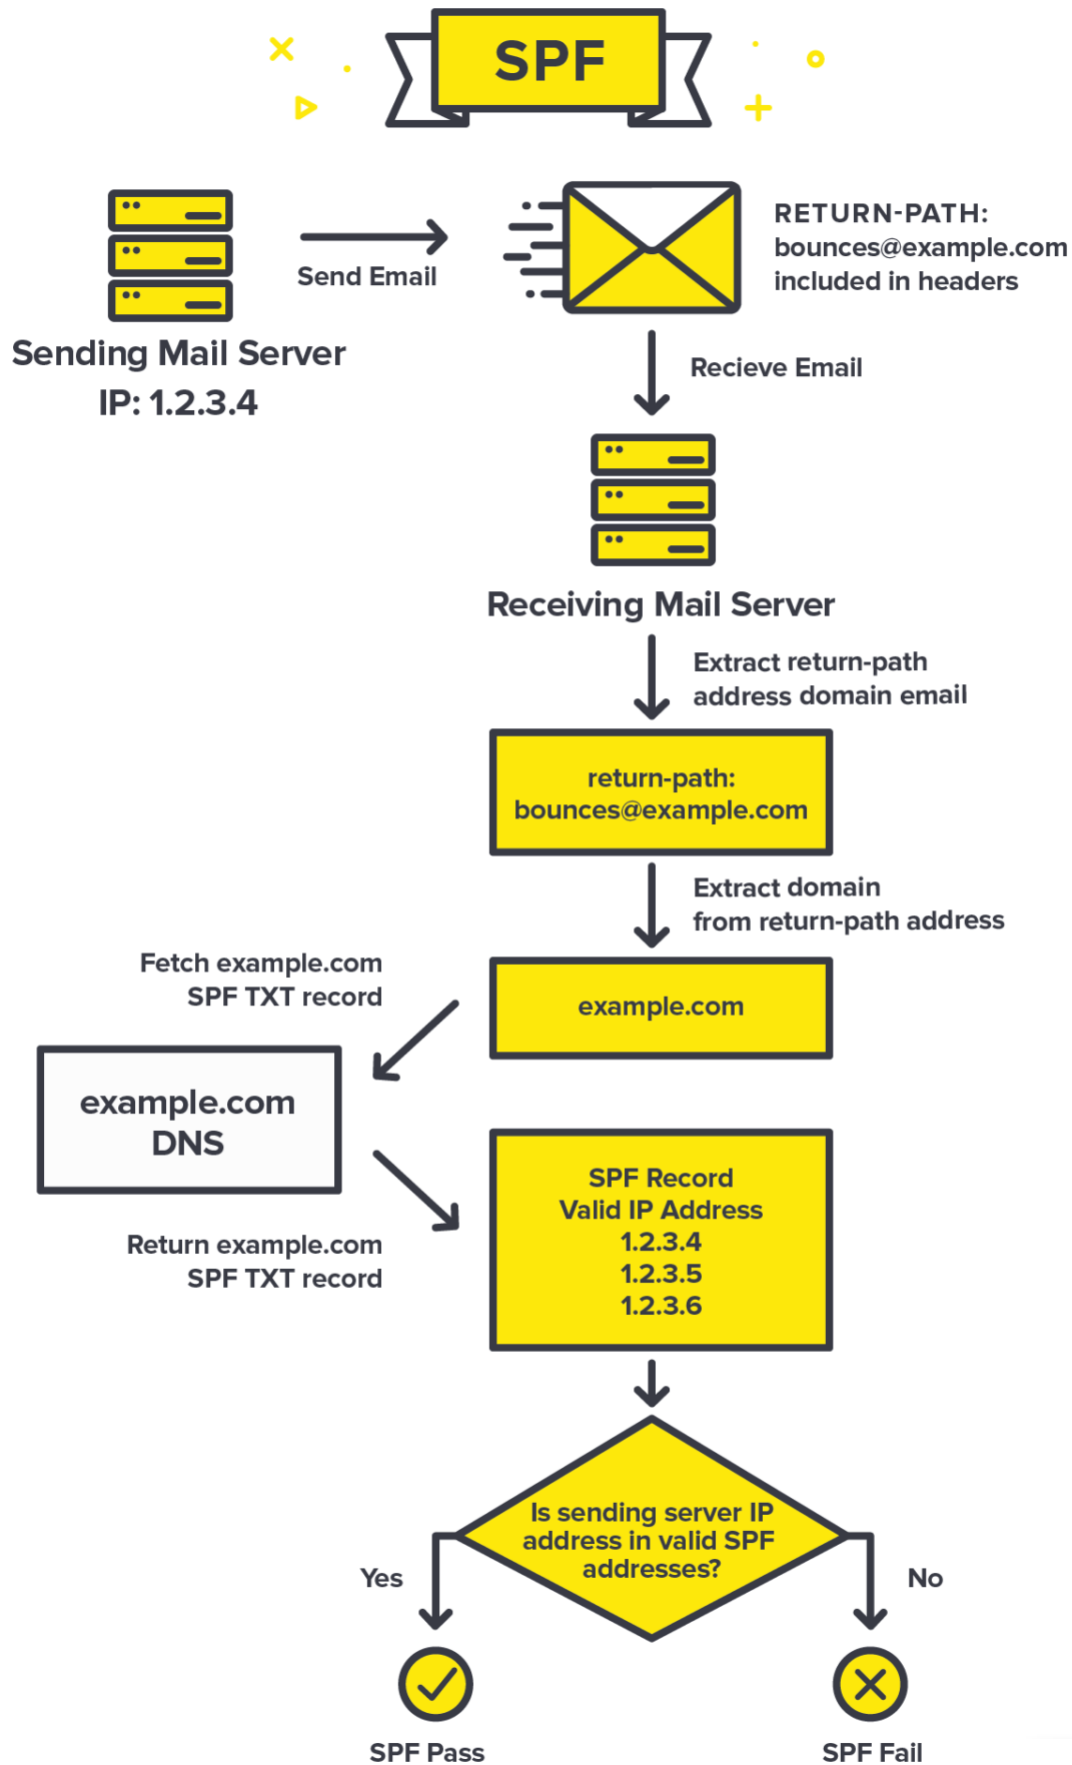 SPF
Send Email
RETURN-PATH:
bounces@example.com
included in headers
Sending Mail Server
IP: 1.2.3.4
Recieve Email
Receiving Mail Server
Extract return-path
address domain email
return-path:
bounces@example.com
Extract domain
from return-path address
Fetch example.com
SPF TXT record
example.com
example.com
DNS
Return example.com
SPF TXT record
SPF Record
Valid IP Address
1.2.3.4
1.2.3.5
1.2.3.6
Is sending server IP
address in valid SPF
addresses?
Yes
No
SPF Pass
SPF Fail